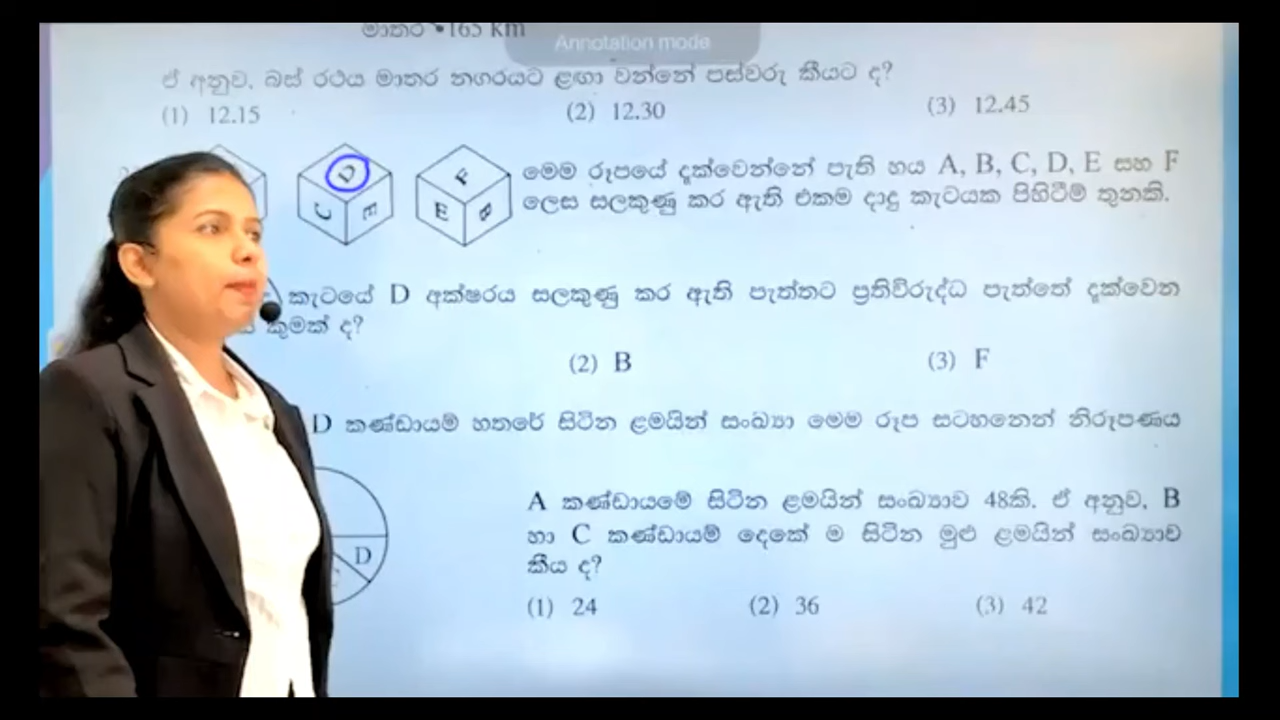 මාතර • 165 km
Annotation mode
ඒ අනුව, බස් රථය මාතර නගරයට ළඟා වන්නේ පස්වරු කීයට ද?
(1) 12.15 (2) 12.30 (3) 12.45
D C E F E B
මෙම රූපයේ දැක්වෙන්නේ පැති හය A, B, C, D, E සහ F
ලෙස සලකුණු කර ඇති එකම දාදු කැටයක පිහිටීම් තුනකි.
කැටයේ D අක්ෂරය සලකුණු කර ඇති පැත්තට ප්‍රතිවිරුද්ධ පැත්තේ දැක්වෙන
කුමක් ද?
(2) B (3) F
D කණ්ඩායම් හතරේ සිටින ළමයින් සංඛ්‍යා මෙම රූප සටහනෙන් නිරූපණය
D
A කණ්ඩායමේ සිටින ළමයින් සංඛ්‍යාව 48කි. ඒ අනුව, B
හා C කණ්ඩායම් දෙකේ ම සිටින මුළු ළමයින් සංඛ්‍යාව
කීය ද?
(1) 24 (2) 36 (3) 42